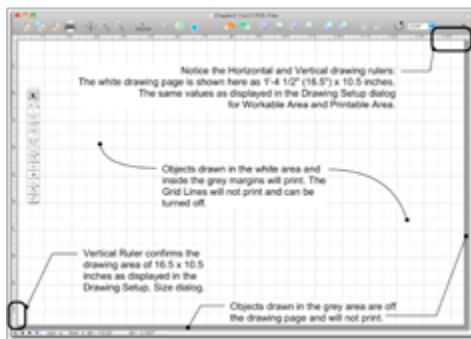 Notice the Horizontal and Vertical drawing rulers:
The white drawing page is shown here as 1'-4 1/2" (16.5") x 10.5 inches.
The same values as displayed in the Drawing Setup dialog
for Workable Area and Printable Area.
Objects drawn in the white area and
inside the grey margins will print. The
Grid Lines will not print and can be
turned off.
Vertical Ruler confirms the
drawing area of 16.5 x 10.5
inches as displayed in the
Drawing Setup, Size dialog.
Objects drawn in the grey area are off
the drawing page and will not print.